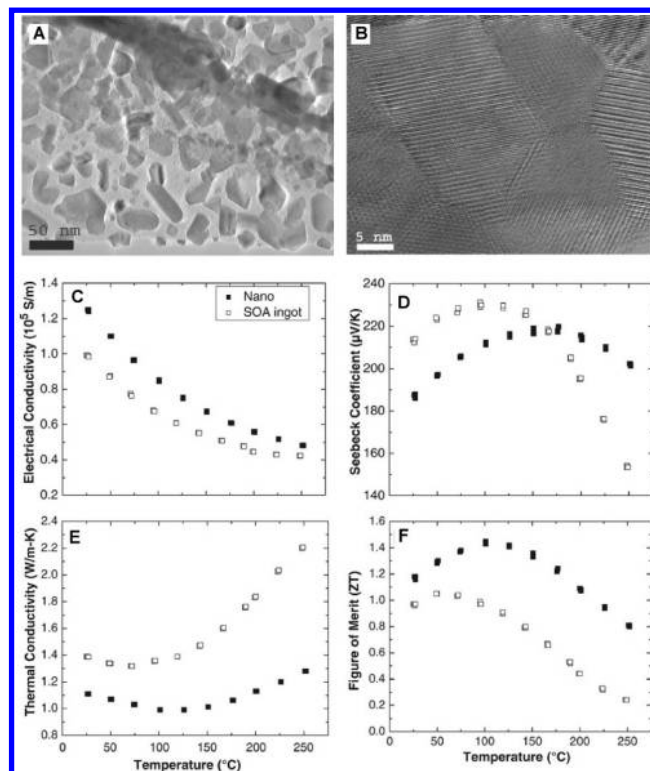 A
50 nm
B
5 nm
C
Nano
SOA ingot
Electrical Conductivity (10⁵ S/m)
1.4
1.2
1.0
0.8
0.6
0.4
0.2
D
Seebeck Coefficient (μV/K)
220
200
180
160
140
E
Thermal Conductivity (W/m-K)
2.2
2.0
1.8
1.6
1.4
1.2
1.0
0.8
0 50 100 150 200 250
Temperature (°C)
F
Figure of Merit (ZT)
1.6
1.4
1.2
1.0
0.8
0.6
0.4
0.2
0.0
0 50 100 150 200 250
Temperature (°C)